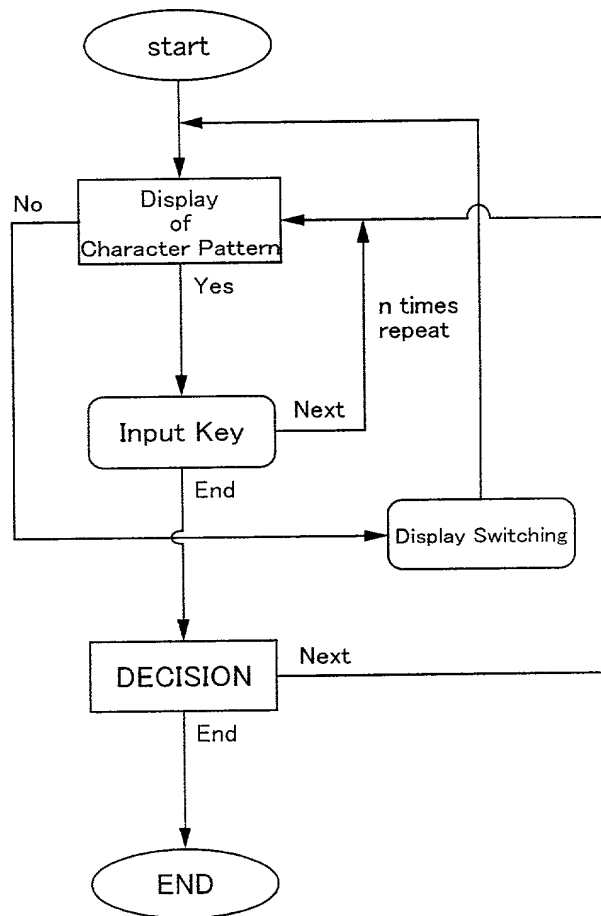 start
No
Display
of
Character Pattern
Yes
n times
repeat
Input Key
Next
End
Display Switching
DECISION
Next
End
END